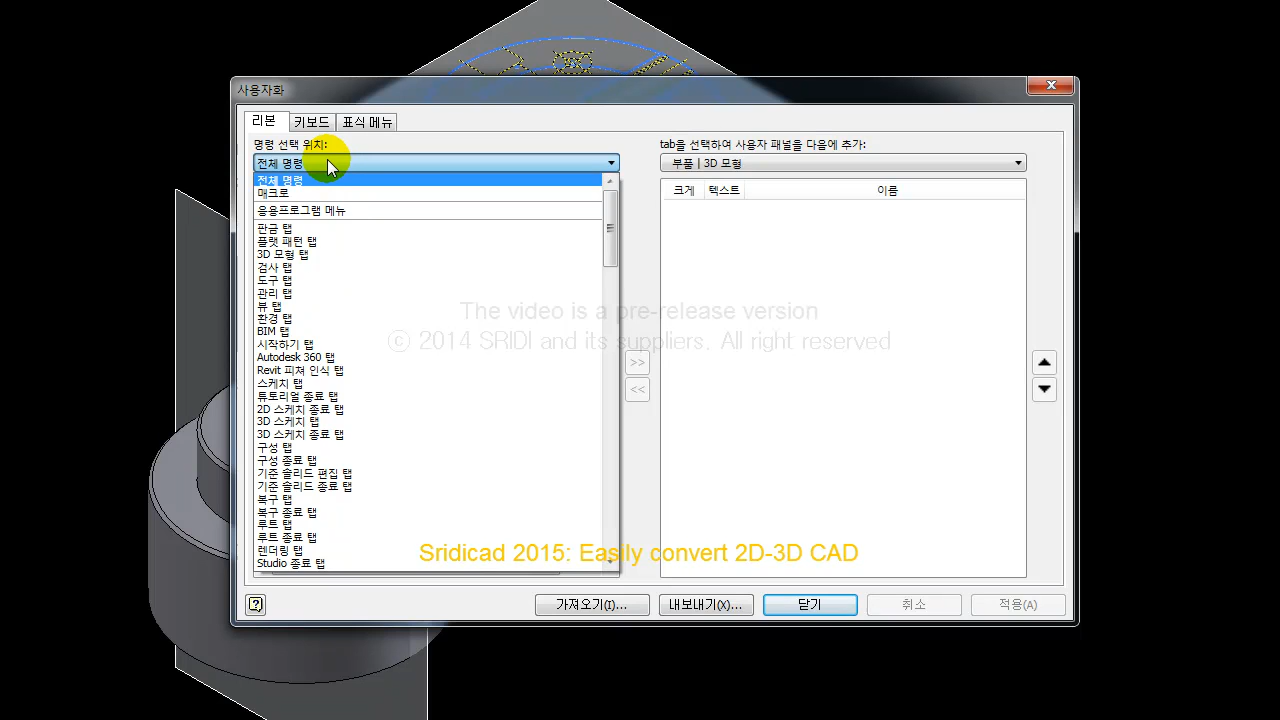 사용자화
리본
키보드
표식 메뉴
명령 선택 위치:
전체 명령
전체 명령
매크로
응용프로그램 메뉴
판금 탭
플랫 패턴 탭
3D 모형 탭
검사 탭
도구 탭
관리 탭
뷰 탭
환경 탭
BIM 탭
시작하기 탭
Autodesk 360 탭
Revit 피쳐 인식 탭
스케치 탭
튜토리얼 종료 탭
2D 스케치 종료 탭
3D 스케치 탭
3D 스케치 종료 탭
구성 탭
구성 종료 탭
기준 솔리드 편집 탭
기준 솔리드 종료 탭
복구 탭
복구 종료 탭
루트 탭
루트 종료 탭
렌더링 탭
Studio 종료 탭
>>
<<
tab을 선택하여 사용자 패널을 다음에 추가:
부품 | 3D 모형
크게
텍스트
이름
The video is a pre-release version
ⓒ 2014 SRIDI and its suppliers. All right reserved
Sridicad 2015: Easily convert 2D-3D CAD
가져오기(I)...
내보내기(X)...
닫기
취소
적용(A)